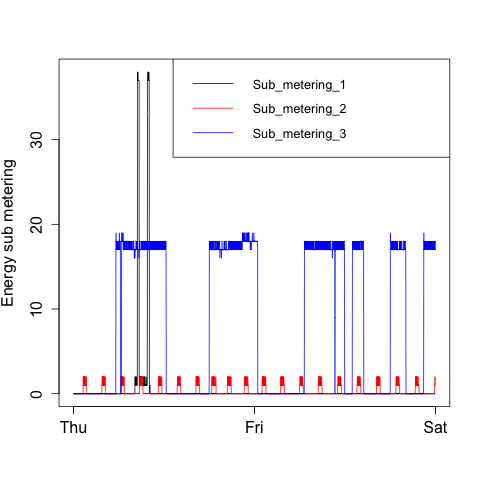 Sub_metering_1
Sub_metering_2
Sub_metering_3
Energy sub metering
30
20
10
0
Thu Fri Sat